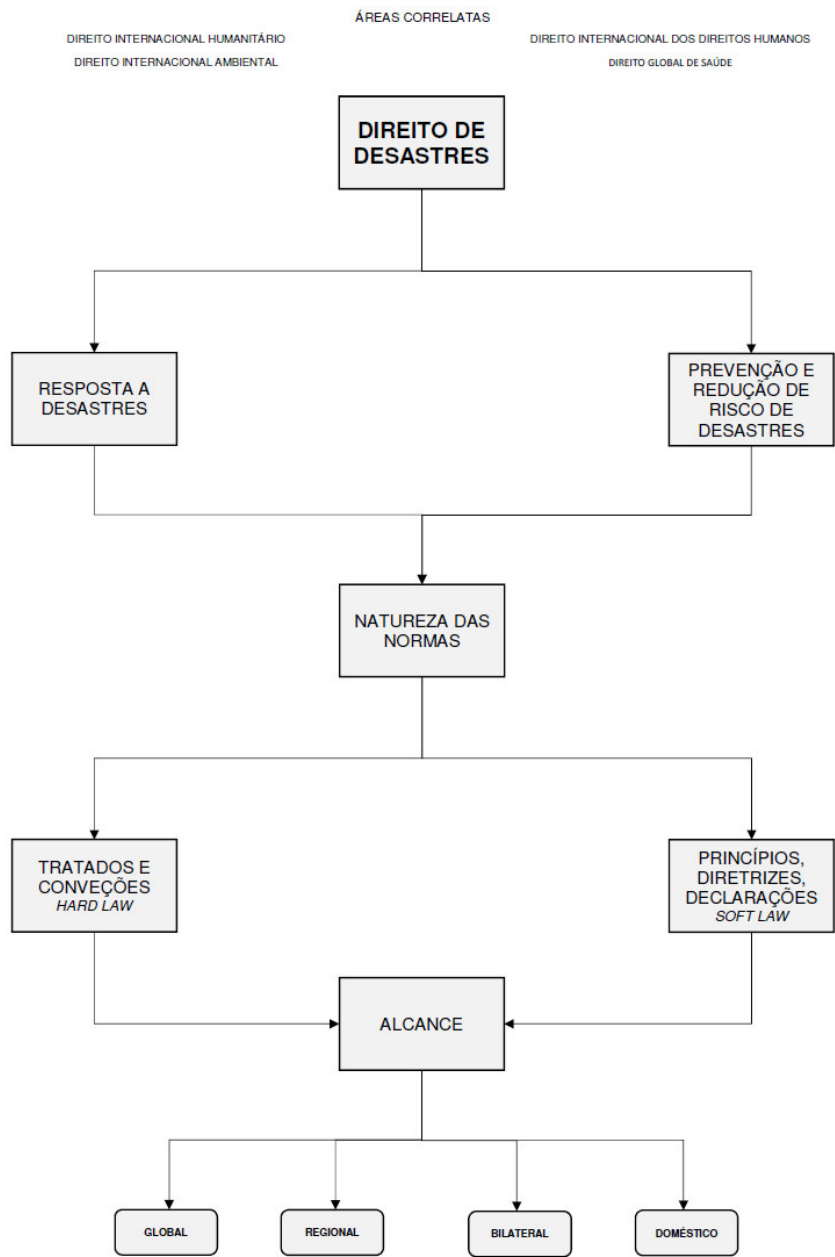 ÁREAS CORRELATAS
DIREITO INTERNACIONAL HUMANITÁRIO
DIREITO INTERNACIONAL DOS DIREITOS HUMANOS
DIREITO INTERNACIONAL AMBIENTAL
DIREITO GLOBAL DE SAÚDE
DIREITO DE
DESASTRES
RESPOSTA A
DESASTRES
PREVENÇÃO E
REDUÇÃO DE
RISCO DE
DESASTRES
NATUREZA DAS
NORMAS
TRATADOS E
CONVEÇÕES
HARD LAW
PRINCÍPIOS,
DIRETRIZES,
DECLARAÇÕES
SOFT LAW
ALCANCE
GLOBAL
REGIONAL
BILATERAL
DOMÉSTICO